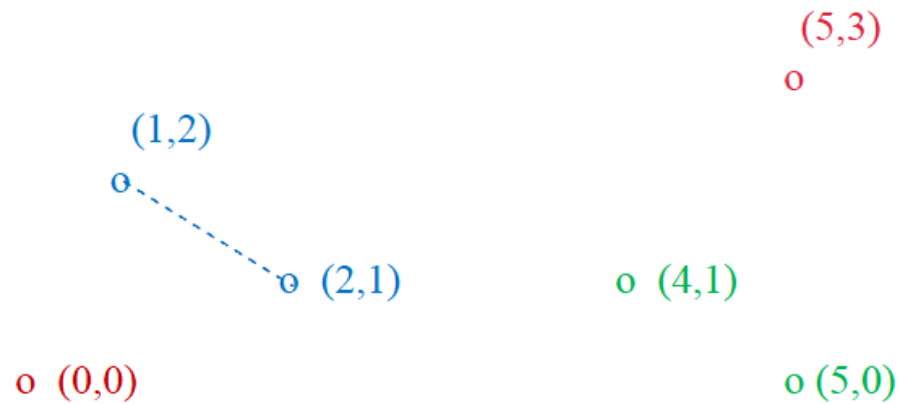 (5,3)
o
(1,2)
o
o (2,1)
o (4,1)
o (0,0)
o (5,0)